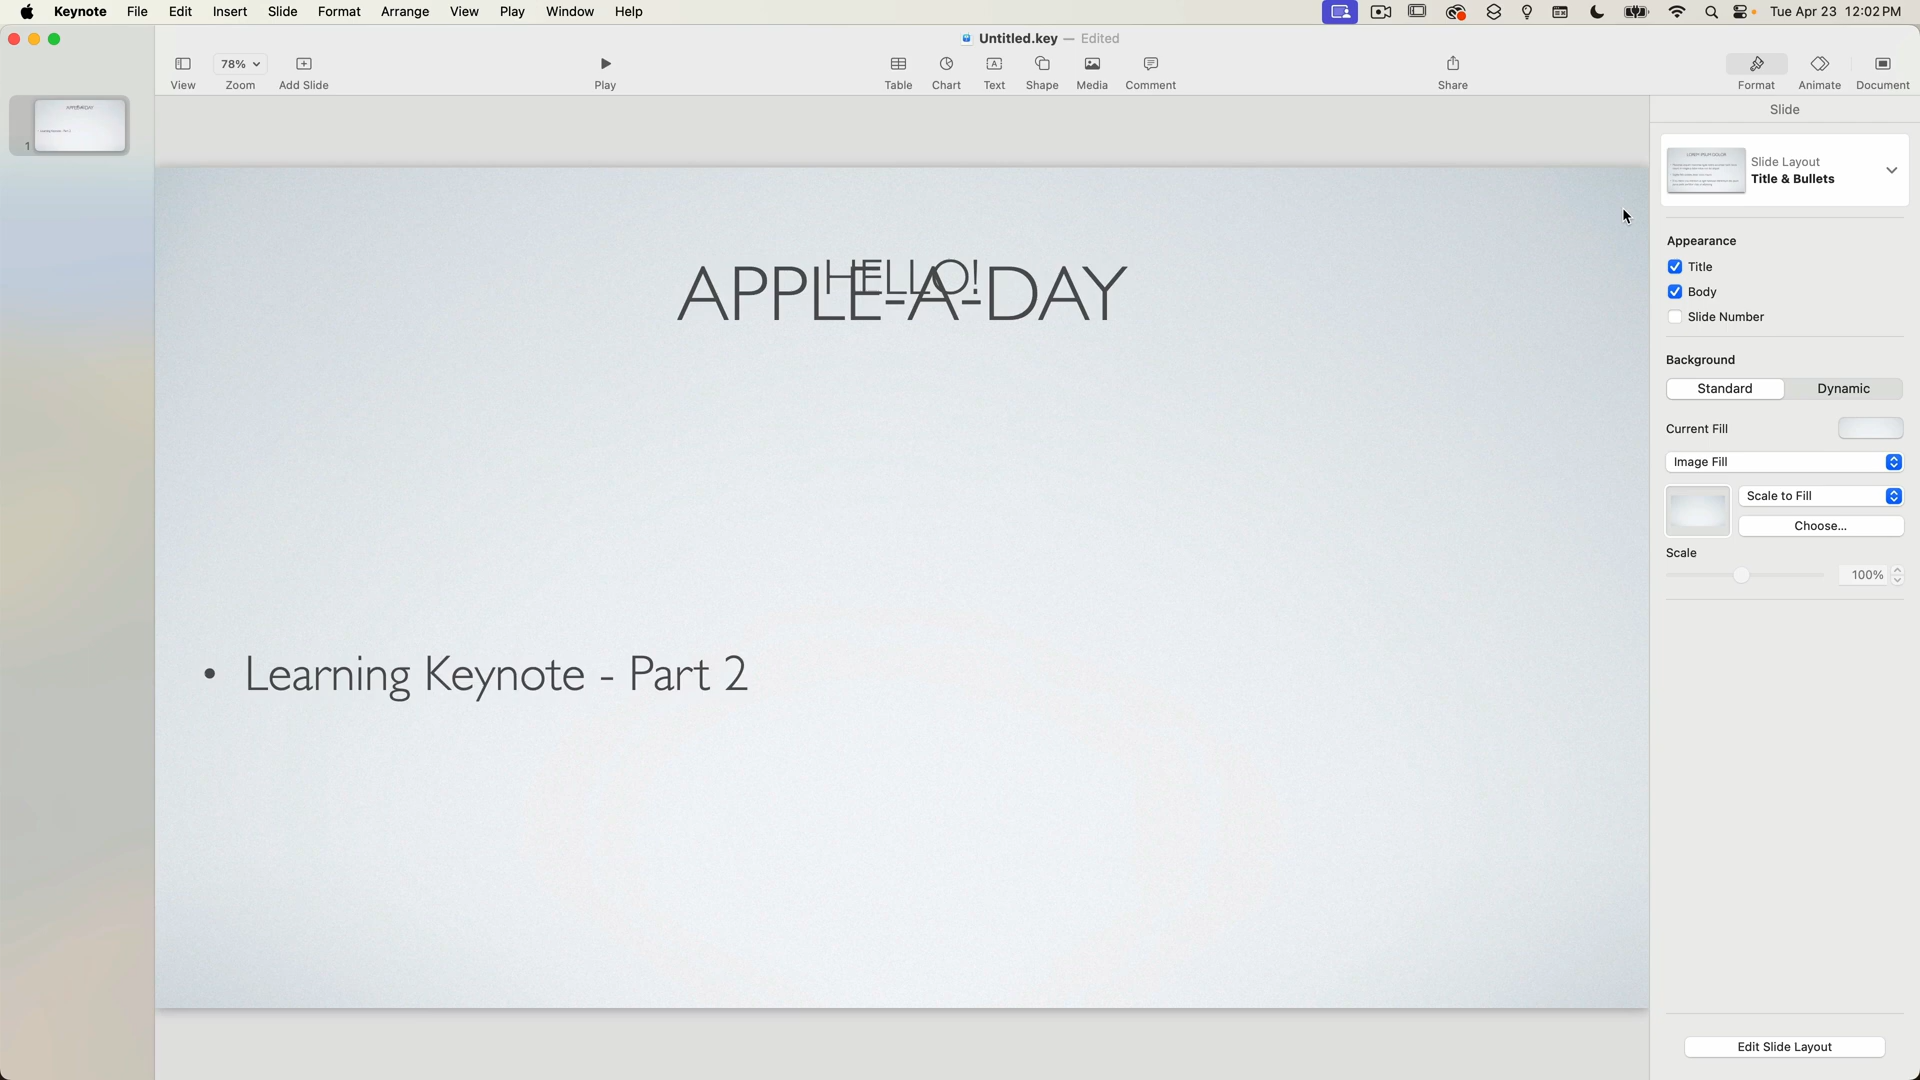 Keynote File Edit Insert Slide Format Arrange View Play Window Help Tue Apr 23 12:02 PM
Untitled.key — Edited
78%
View Zoom Add Slide Play Table Chart Text Shape Media Comment Share Format Animate Document
Slide
APPLE-A-DAY
1
Slide Layout
Title & Bullets
HELLO!
APPLE-A-DAY
• Learning Keynote - Part 2
Appearance
Title
Body
Slide Number
Background
Standard Dynamic
Current Fill
Image Fill
Scale to Fill
Choose...
Scale
100%
Edit Slide Layout